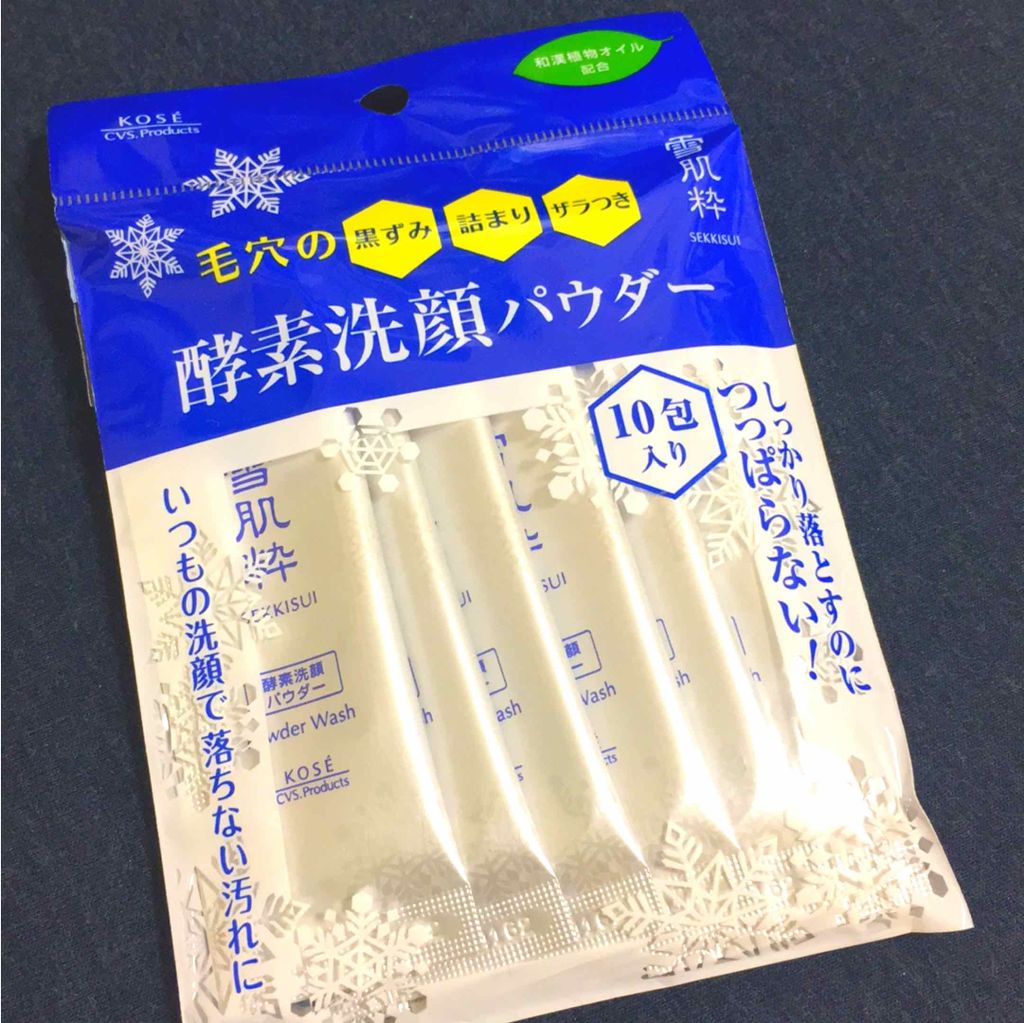 和漢植物オイル
配合
KOSÉ
CVS.Products
雪肌粋
SEKKISUI
毛穴の 黒ずみ 詰まり ザラつき
酵素洗顔パウダー
10包
入り
しっかり落とすのに
つっぱらない!
いつもの洗顔で落ちない汚れに
雪肌粋
SEKKISUI
酵素洗顔
パウダー
wder Wash
KOSÉ
CVS.Products